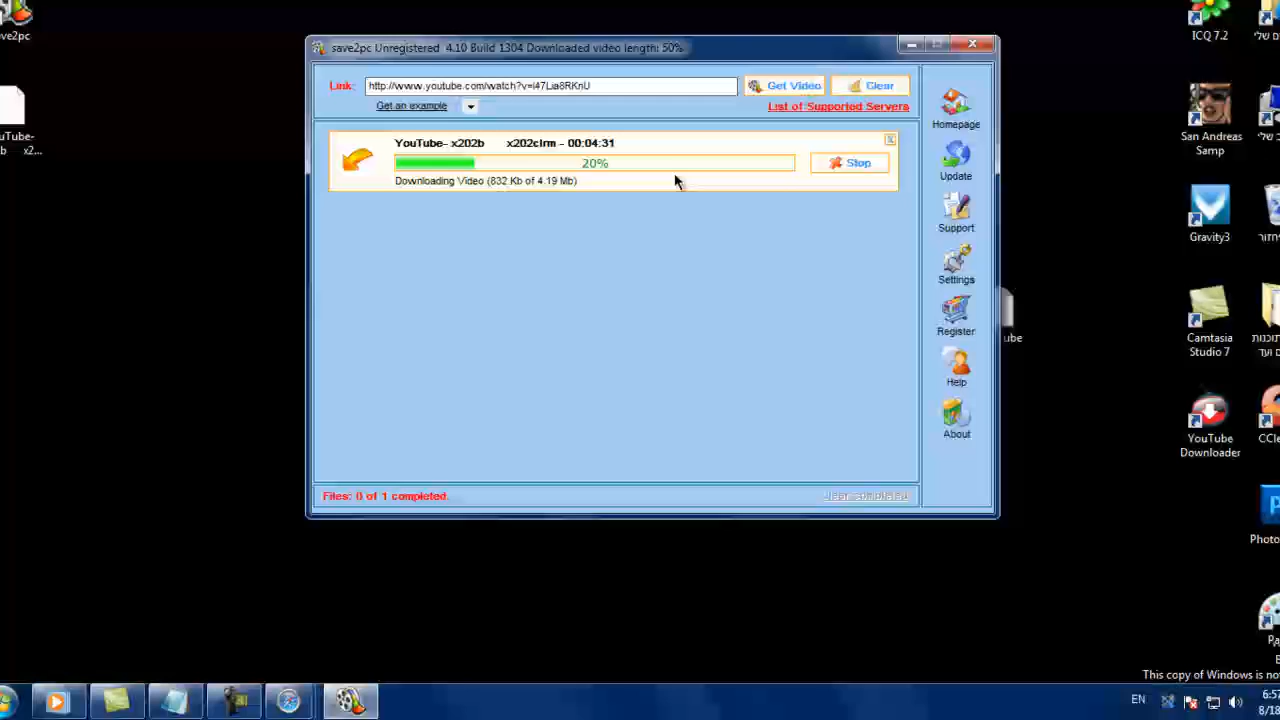 save2pc Unregistered 4.10 Build 1304 Downloaded video length: 50%
Link: http://www.youtube.com/watch?v=I47Lia8RKnU
Get Video
Clear
Get an example
List of Supported Servers
YouTube- x202b x202clrm - 00:04:31
20%
Stop
Downloading Video (832 Kb of 4.19 Mb)
Files: 0 of 1 completed.
Clear completed
Homepage
Update
Support
Settings
Register
Help
About
ICQ 7.2
San Andreas
Samp
Gravity3
Camtasia
Studio 7
YouTube
Downloader
This copy of Windows is
EN